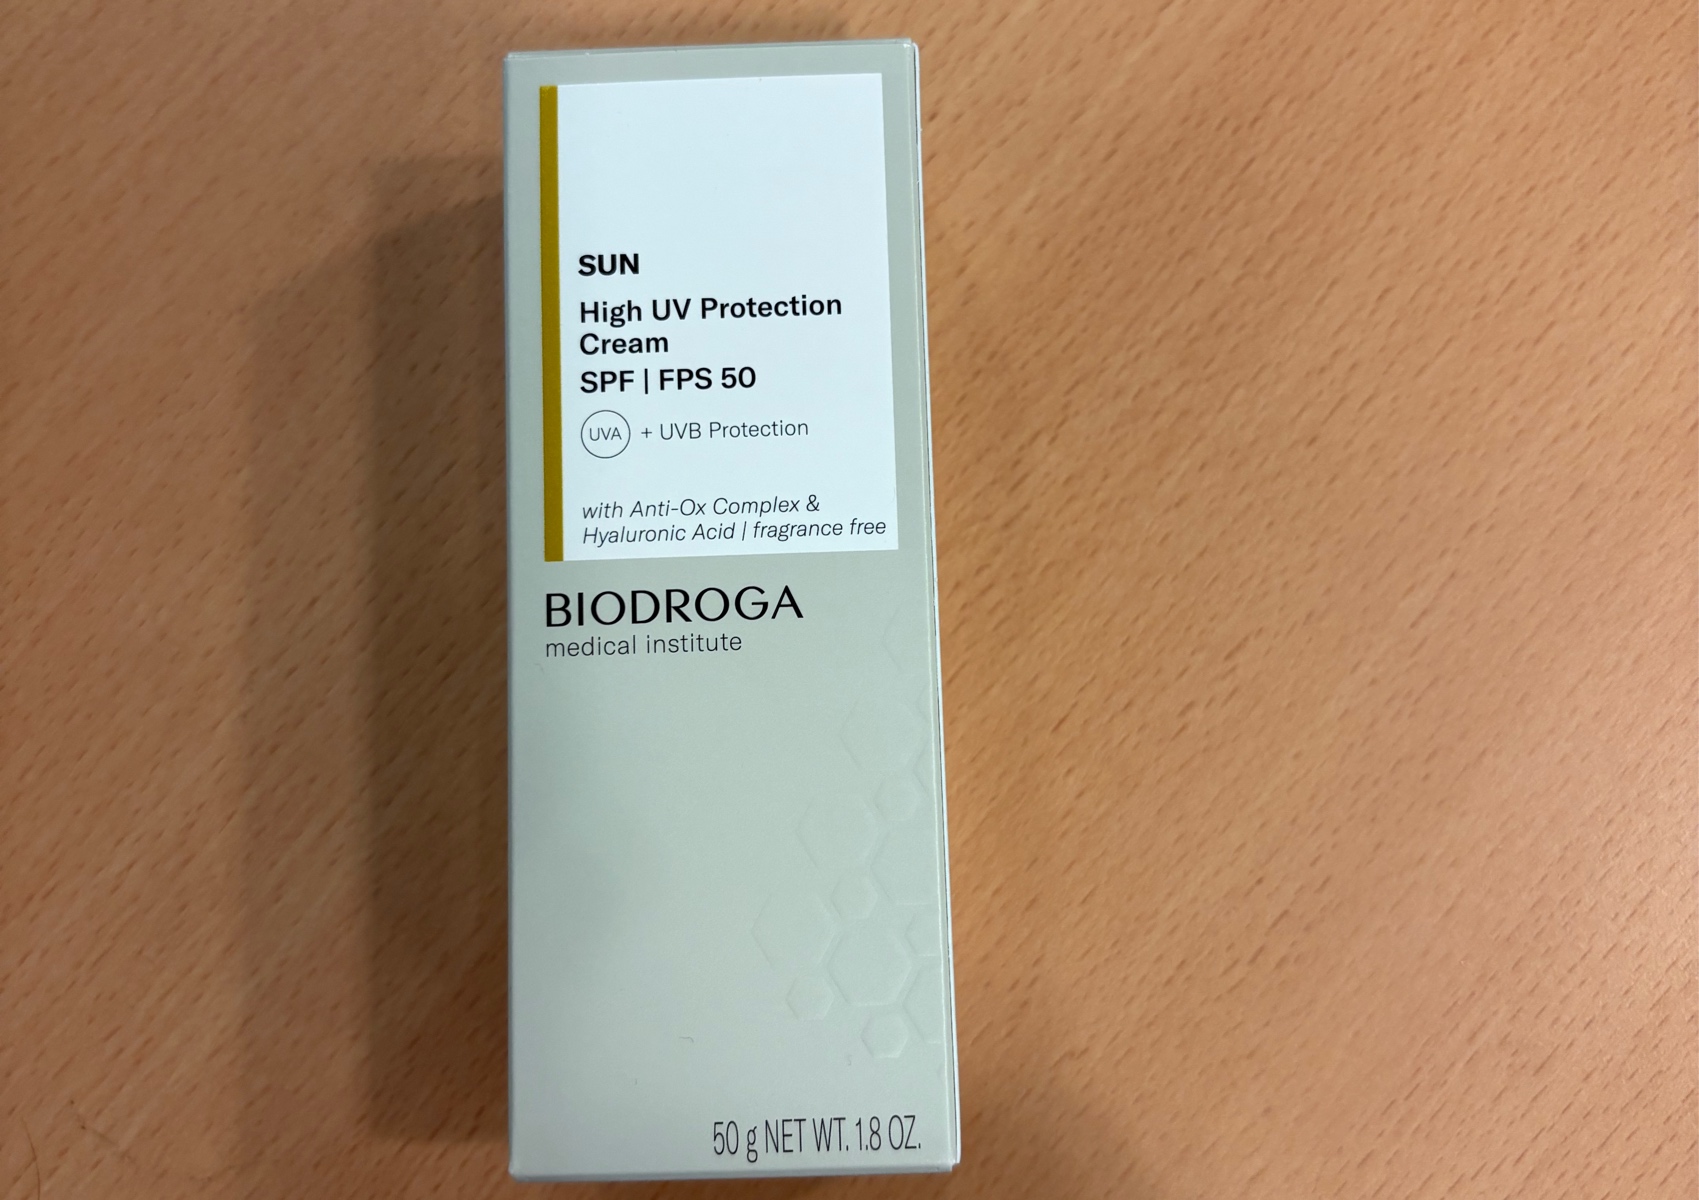 SUN
High UV Protection
Cream
SPF | FPS 50
UVA + UVB Protection
with Anti-Ox Complex &
Hyaluronic Acid | fragrance free
BIODROGA
medical institute
50 g NET WT. 1.8 OZ.